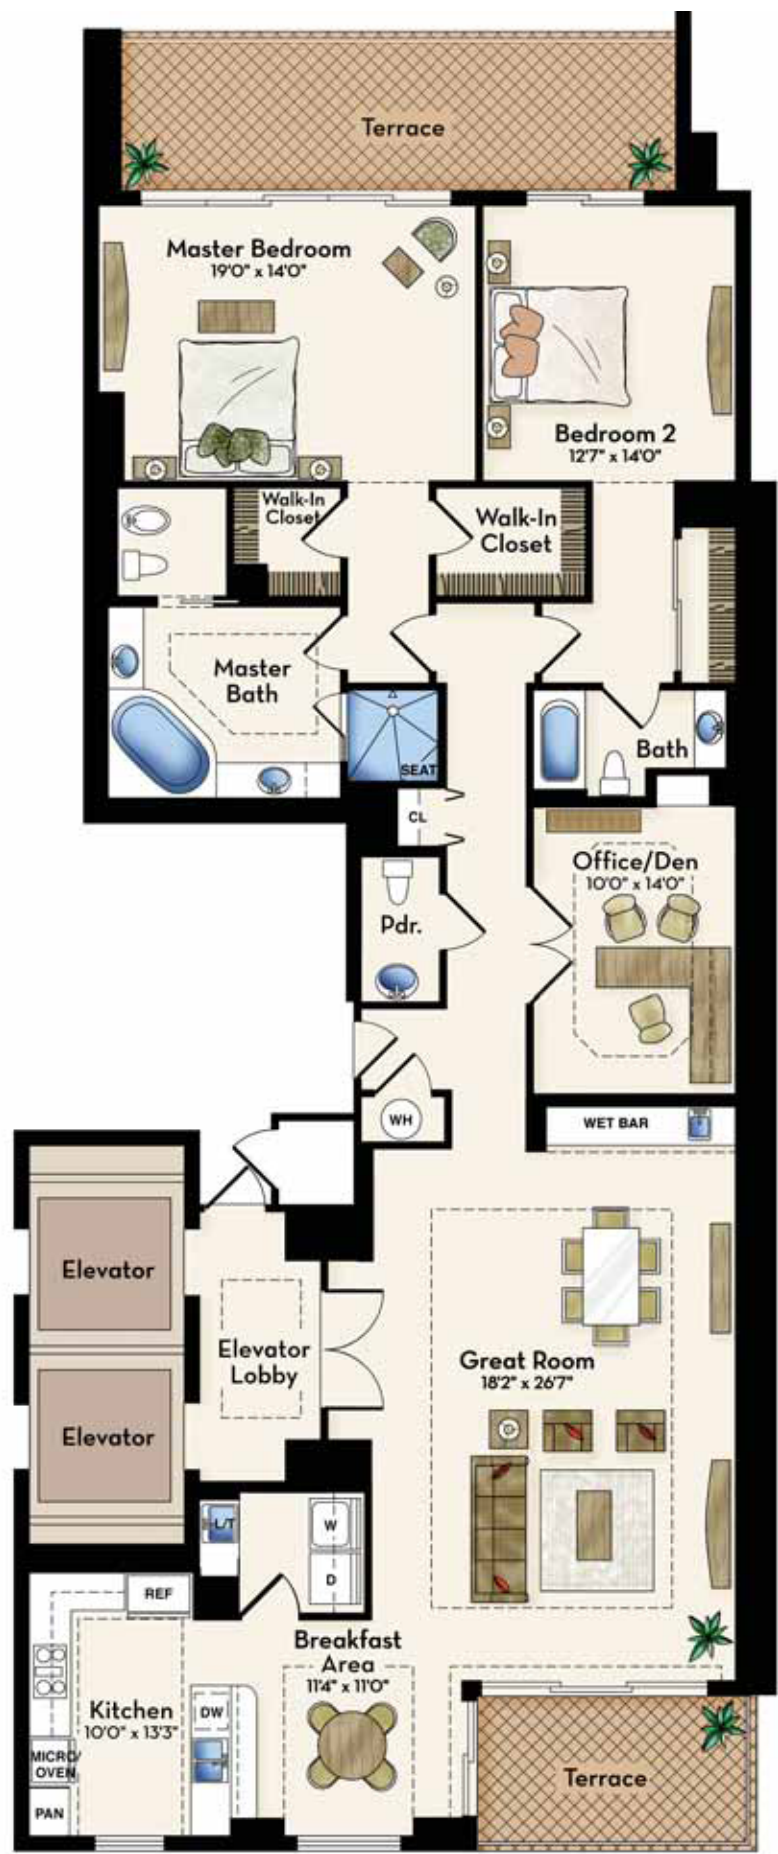 Terrace
Master Bedroom
19'0" x 14'0"
Bedroom 2
12'7" x 14'0"
Walk-In
Closet
Walk-In
Closet
Master
Bath
SEAT
Bath
CL
Office/Den
10'0" x 14'0"
Pdr.
WH
WET BAR
Elevator
Elevator
Lobby
Great Room
18'2" x 26'7"
Elevator
L/T
W
D
REF
Breakfast
Area
11'4" x 11'0"
Kitchen
10'0" x 13'3"
DW
MICRO/
OVEN
PAN
Terrace